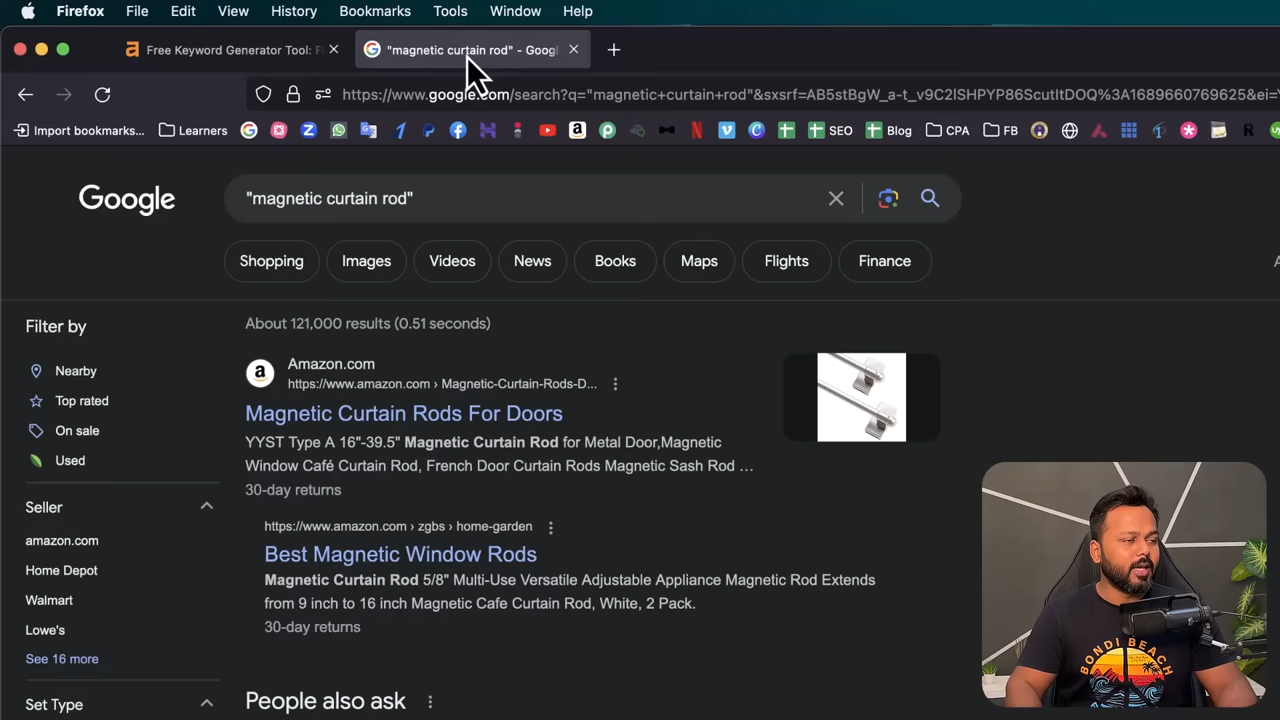 Firefox File Edit View History Bookmarks Tools Window Help
Free Keyword Generator Tool: "magnetic curtain rod" - Goog
https://www.google.com/search?q="magnetic+curtain+rod"&sxsrf=AB5stBgW_a-t_v9C2lSHPYP86ScutltDOQ%3A1689660769625&ei=
Import bookmarks... Learners SEO Blog CPA FB
Google "magnetic curtain rod"
Shopping Images Videos News Books Maps Flights Finance
Filter by
Nearby
Top rated
On sale
Used
Seller
amazon.com
Home Depot
Walmart
Lowe's
See 16 more
Set Type
About 121,000 results (0.51 seconds)
Amazon.com
https://www.amazon.com › Magnetic-Curtain-Rods-D...
Magnetic Curtain Rods For Doors
YYST Type A 16"-39.5" Magnetic Curtain Rod for Metal Door,Magnetic
Window Café Curtain Rod, French Door Curtain Rods Magnetic Sash Rod ...
30-day returns
https://www.amazon.com › zgbs › home-garden
Best Magnetic Window Rods
Magnetic Curtain Rod 5/8" Multi-Use Versatile Adjustable Appliance Magnetic Rod Extends
from 9 inch to 16 inch Magnetic Cafe Curtain Rod, White, 2 Pack.
30-day returns
People also ask
BONDI BEACH